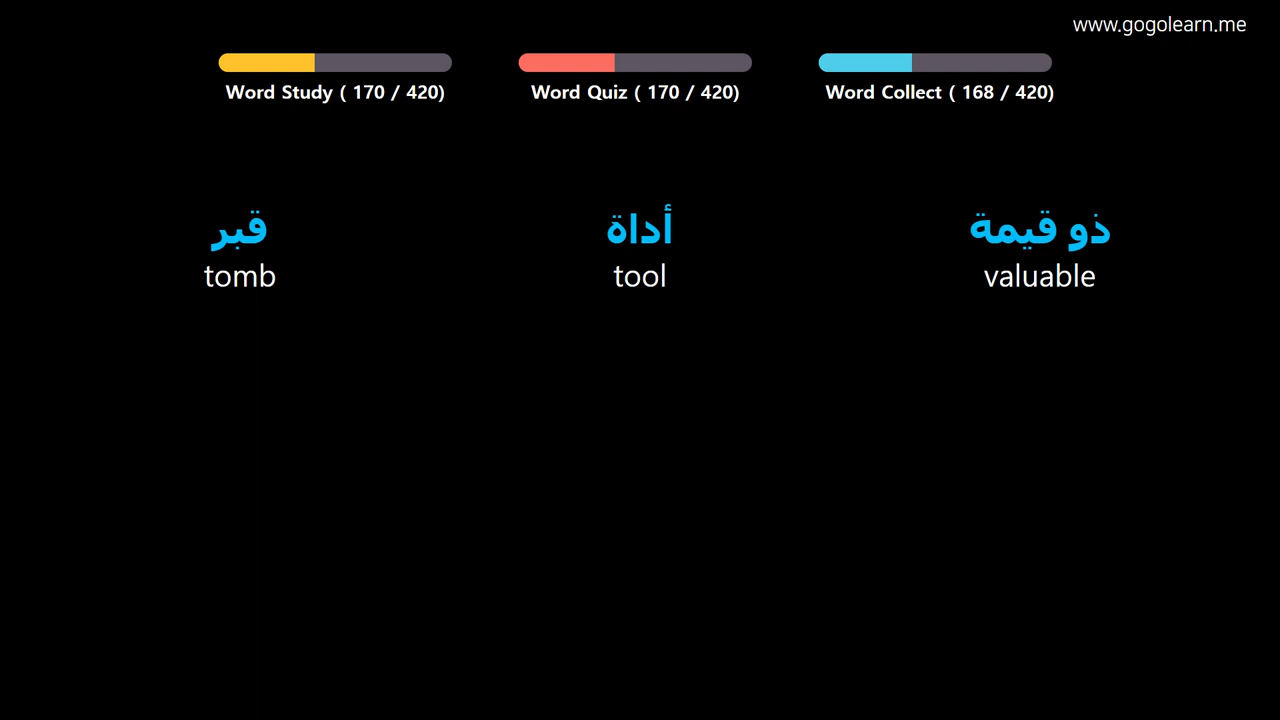 www.gogolearn.me
Word Study ( 170 / 420)
Word Quiz ( 170 / 420)
Word Collect ( 168 / 420)
قبر
tomb
أداة
tool
ذو قيمة
valuable